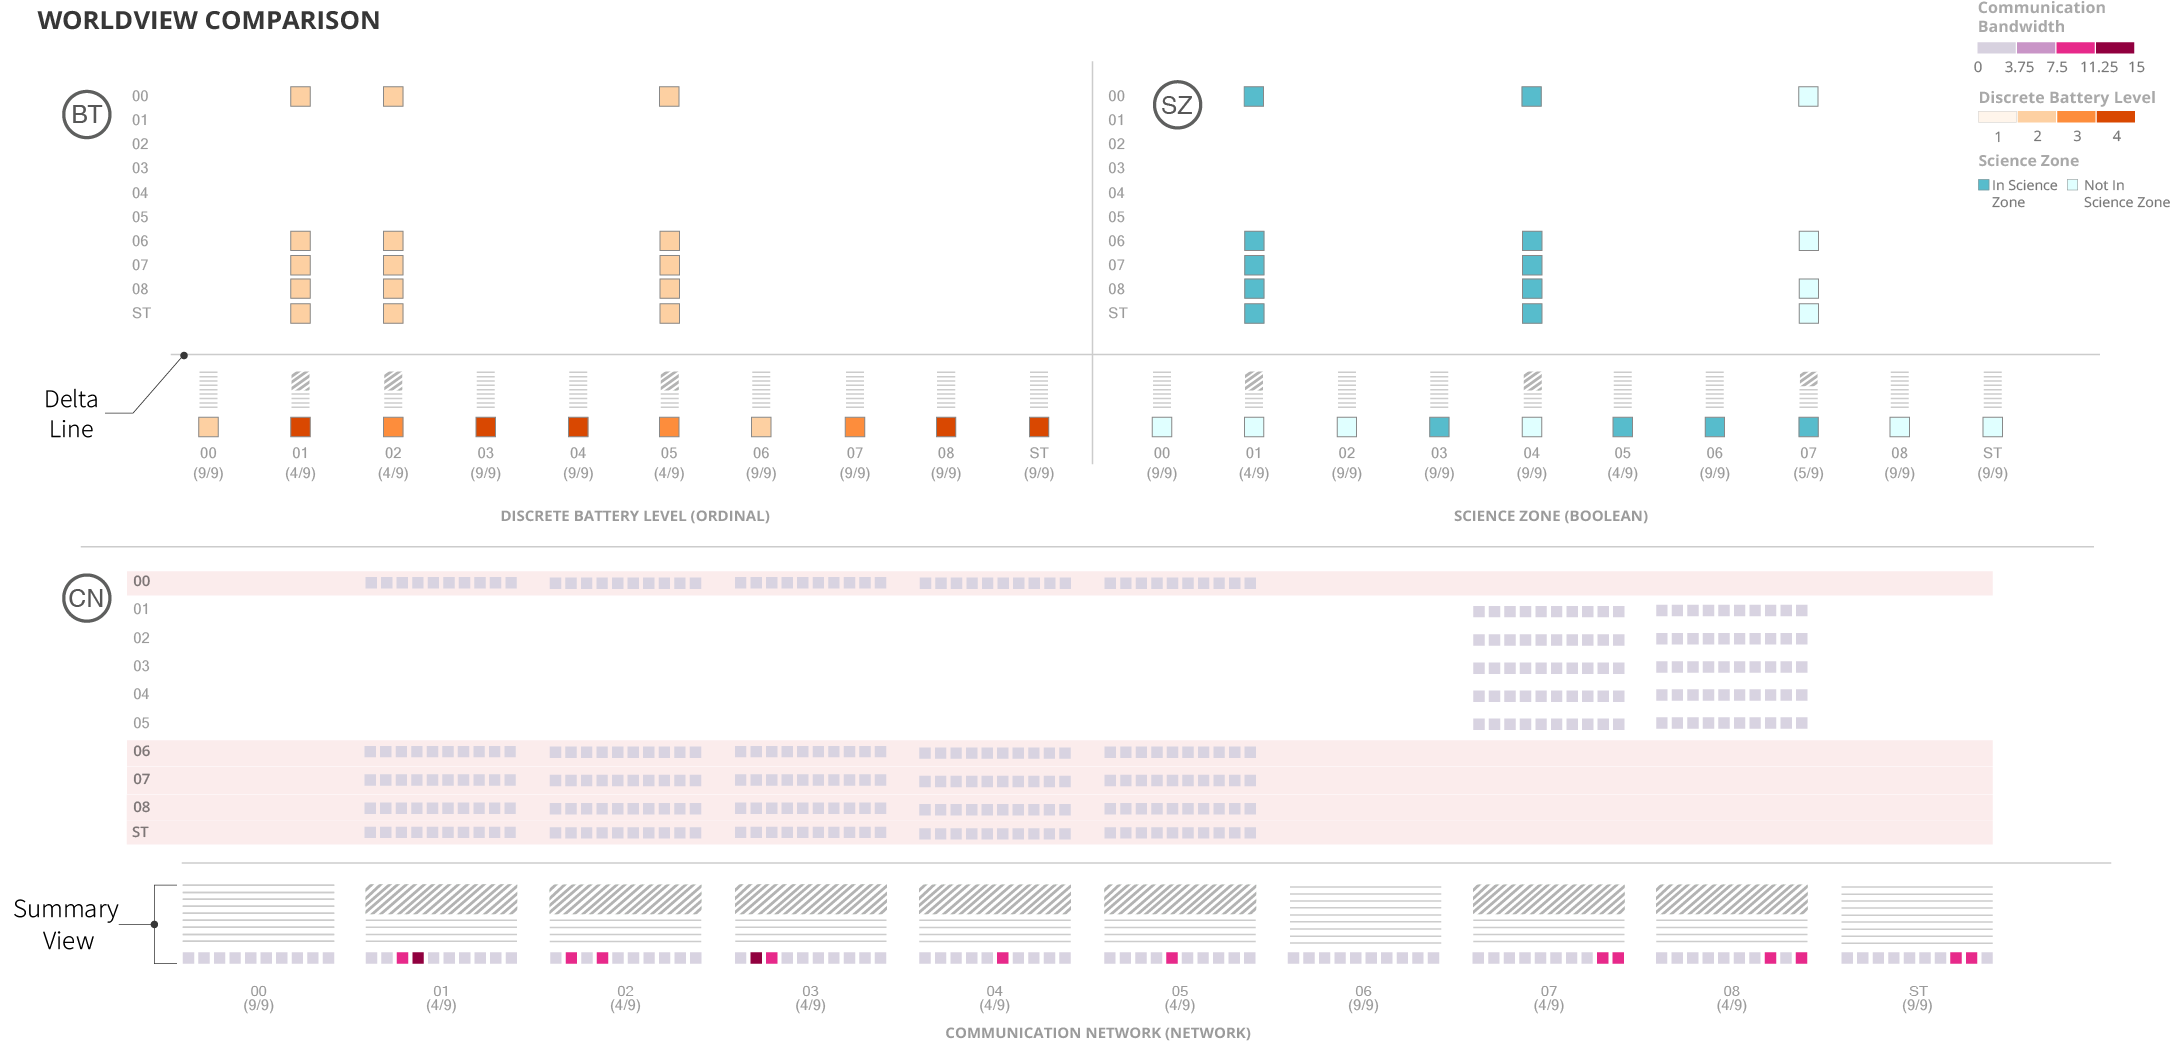 WORLDVIEW COMPARISON
Communication
Bandwidth
0 3.75 7.5 11.25 15
Discrete Battery Level
1 2 3 4
Science Zone
In Science
Zone
Not In
Science Zone
BT
00
01
02
03
04
05
06
07
08
ST
SZ
00
01
02
03
04
05
06
07
08
ST
Delta
Line
00 01 02 03 04 05 06 07 08 ST
(9/9) (4/9) (4/9) (9/9) (9/9) (4/9) (9/9) (9/9) (9/9) (9/9)
DISCRETE BATTERY LEVEL (ORDINAL)
00 01 02 03 04 05 06 07 08 ST
(9/9) (4/9) (9/9) (9/9) (9/9) (4/9) (9/9) (5/9) (9/9) (9/9)
SCIENCE ZONE (BOOLEAN)
CN
00
01
02
03
04
05
06
07
08
ST
Summary
View
00 01 02 03 04 05 06 07 08 ST
(9/9) (4/9) (4/9) (4/9) (4/9) (4/9) (9/9) (4/9) (4/9) (9/9)
COMMUNICATION NETWORK (NETWORK)